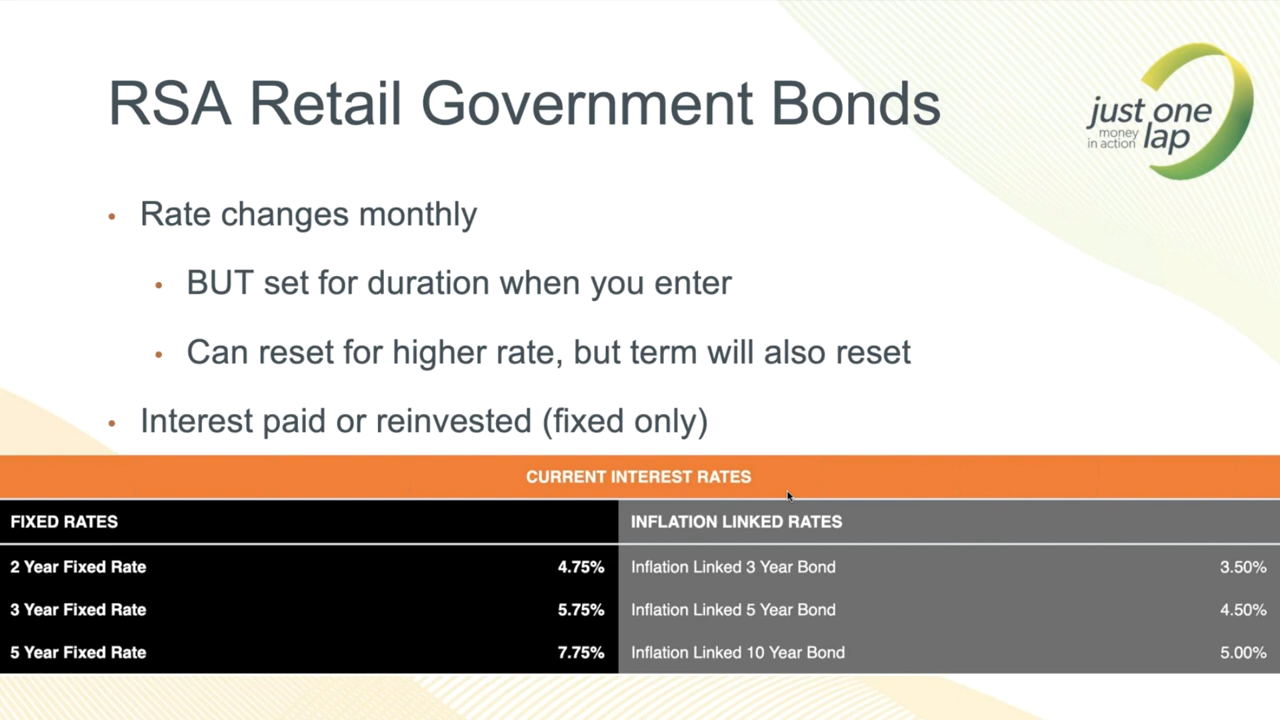 RSA Retail Government Bonds
just one
money
in action
lap
• Rate changes monthly
• BUT set for duration when you enter
• Can reset for higher rate, but term will also reset
• Interest paid or reinvested (fixed only)
CURRENT INTEREST RATES
FIXED RATES
INFLATION LINKED RATES
2 Year Fixed Rate 4.75%
Inflation Linked 3 Year Bond 3.50%
3 Year Fixed Rate 5.75%
Inflation Linked 5 Year Bond 4.50%
5 Year Fixed Rate 7.75%
Inflation Linked 10 Year Bond 5.00%